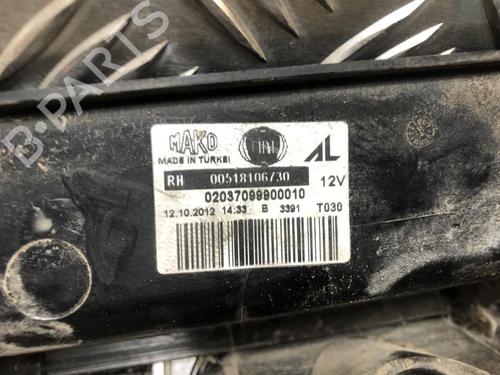 B-PARTS
MAKO
FIAT
AL
MADE IN TURKEI
RH 00518106730 12V
02037099900010
12.10.2012 14:33 B 3391 T030